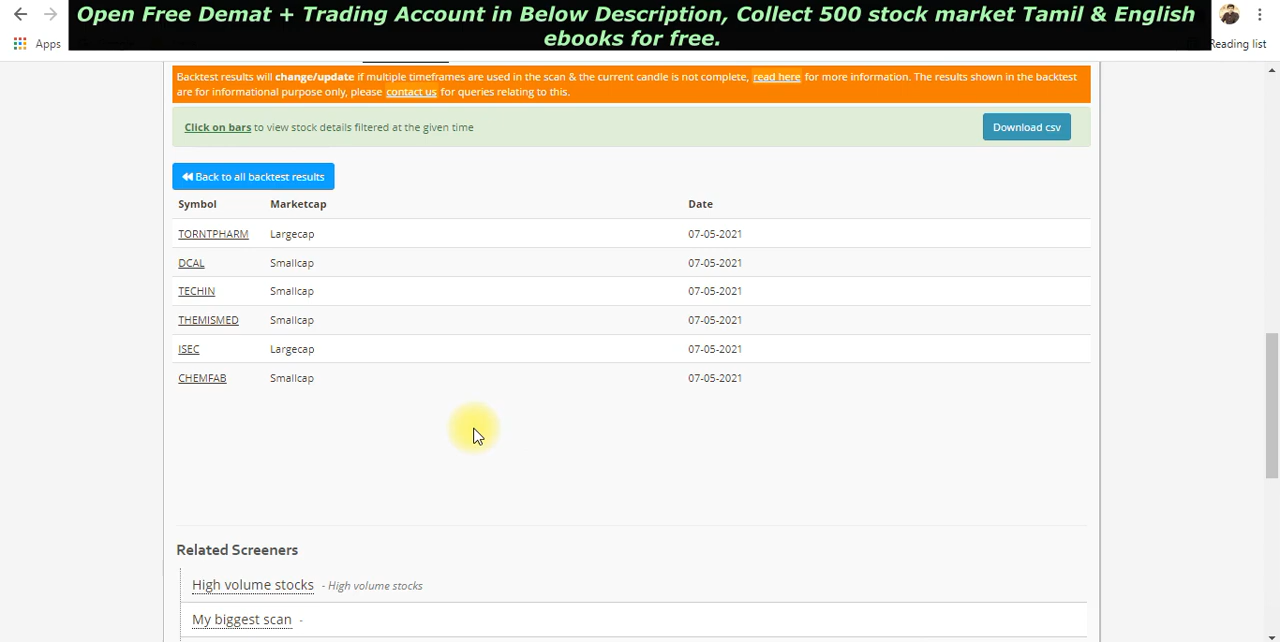 Open Free Demat + Trading Account in Below Description, Collect 500 stock market Tamil & English
ebooks for free.
Apps
Reading list
Backtest results will change/update if multiple timeframes are used in the scan & the current candle is not complete, read here for more information. The results shown in the backtest
are for informational purpose only, please contact us for queries relating to this.
Click on bars to view stock details filtered at the given time
Download csv
Back to all backtest results
Symbol Marketcap Date
TORNTPHARM Largecap 07-05-2021
DCAL Smallcap 07-05-2021
TECHIN Smallcap 07-05-2021
THEMISMED Smallcap 07-05-2021
ISEC Largecap 07-05-2021
CHEMFAB Smallcap 07-05-2021
Related Screeners
High volume stocks - High volume stocks
My biggest scan -